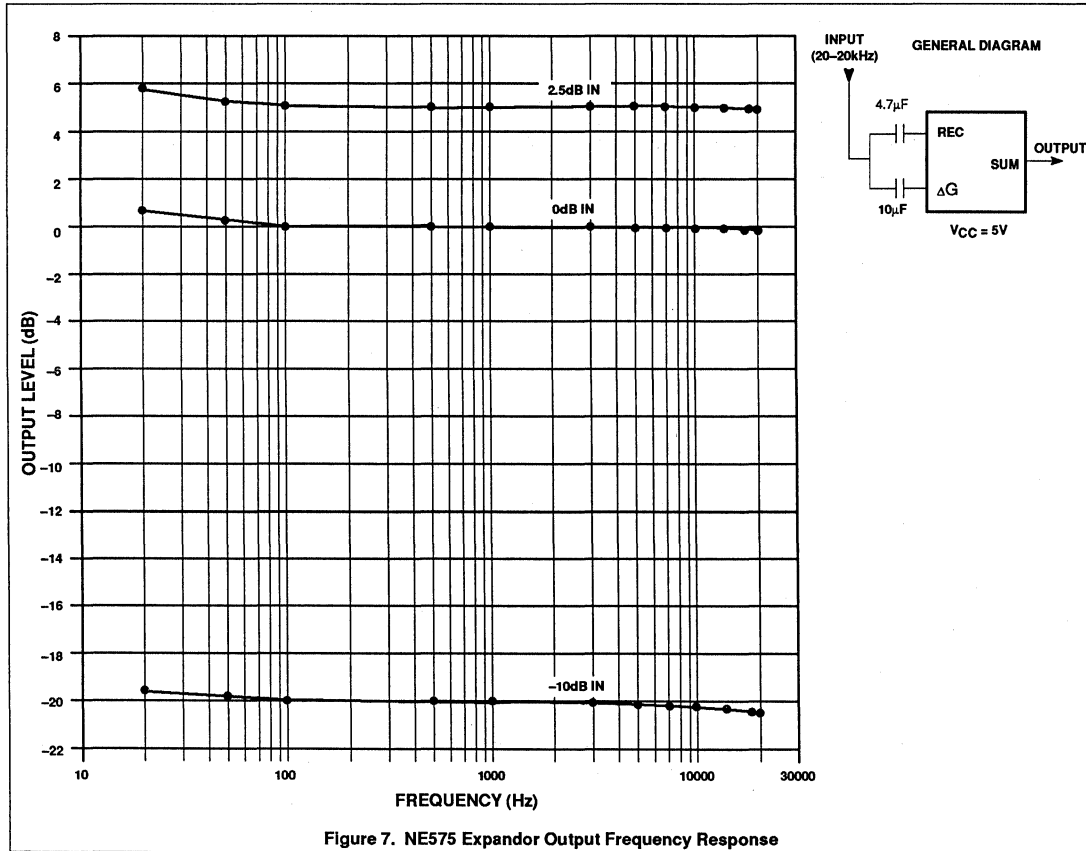 8
6
4
2
0
−2
−4
−6
−8
−10
−12
−14
−16
−18
−20
−22
OUTPUT LEVEL (dB)
2.5dB IN
0dB IN
−10dB IN
10
100
1000
10000
30000
FREQUENCY (Hz)
INPUT
(20–20kHz)
GENERAL DIAGRAM
4.7μF
REC
SUM
OUTPUT
ΔG
10μF
VCC = 5V
Figure 7. NE575 Expandor Output Frequency Response